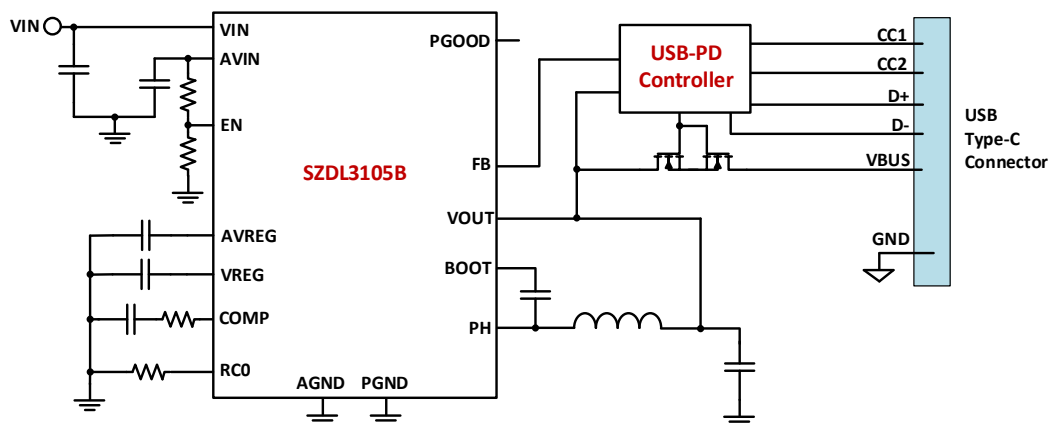 VIN
VIN
AVIN
EN
AVREG
VREG
COMP
RC0
AGND
PGND
SZDL3105B
PGOOD
FB
VOUT
BOOT
PH
USB-PD
Controller
CC1
CC2
D+
D-
VBUS
GND
USB
Type-C
Connector